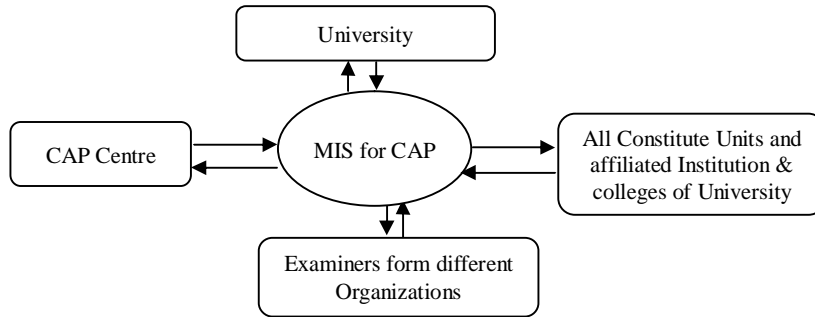 University
CAP Centre
MIS for CAP
All Constitute Units and
affiliated Institution &
colleges of University
Examiners form different
Organizations